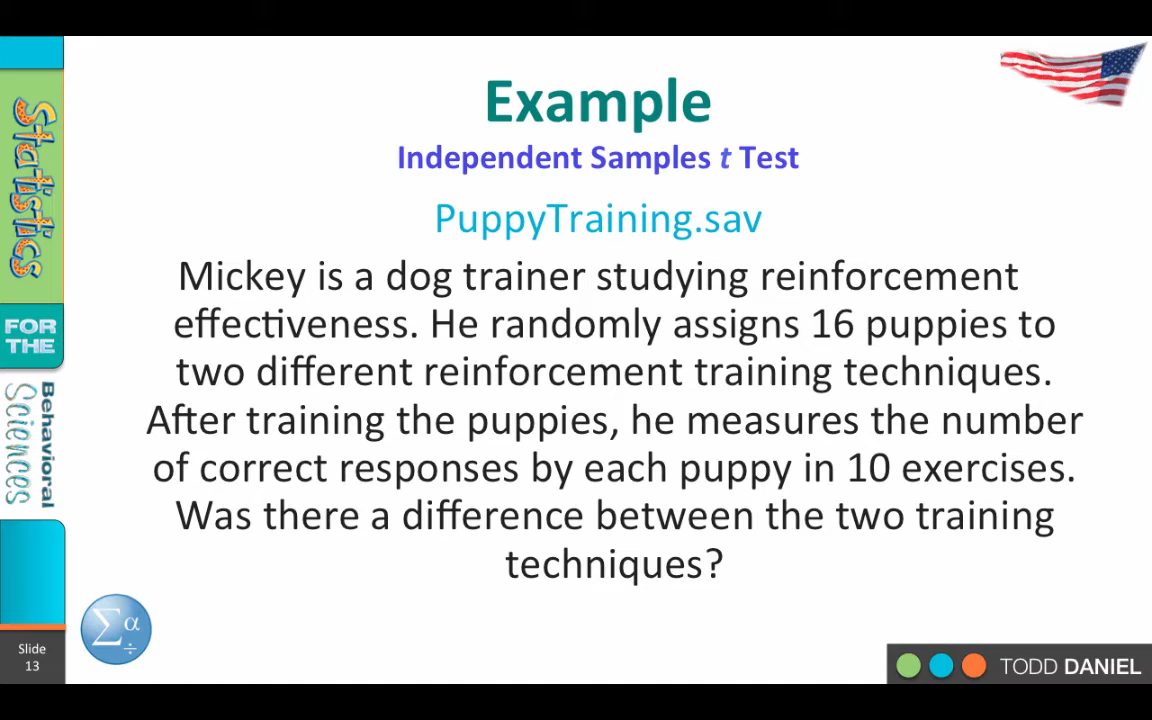 Example
Independent Samples t Test
PuppyTraining.sav
Mickey is a dog trainer studying reinforcement
effectiveness. He randomly assigns 16 puppies to
two different reinforcement training techniques.
After training the puppies, he measures the number
of correct responses by each puppy in 10 exercises.
Was there a difference between the two training
techniques?
Statistics
FOR
THE
Behavioral
Sciences
Σ α
÷
Slide
13
TODD DANIEL